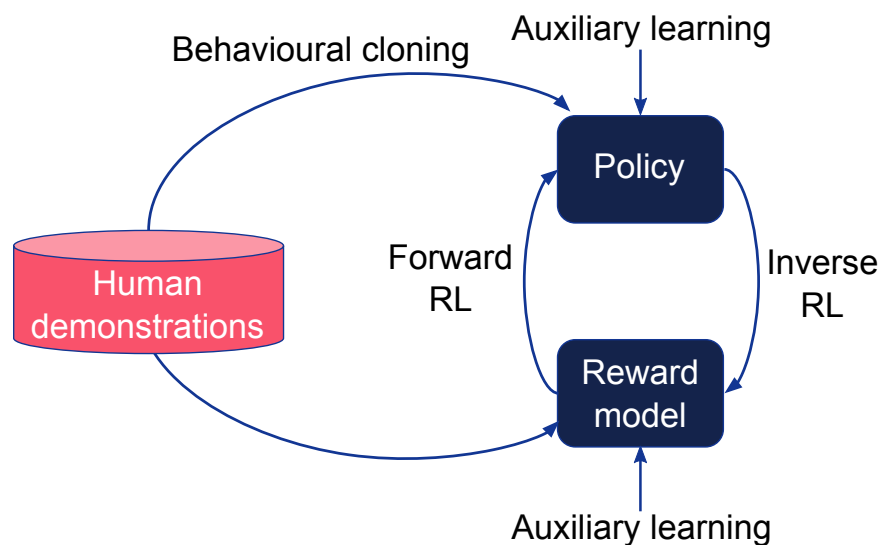 Auxiliary learning
Behavioural cloning
Policy
Forward
RL
Inverse
RL
Human
demonstrations
Reward
model
Auxiliary learning